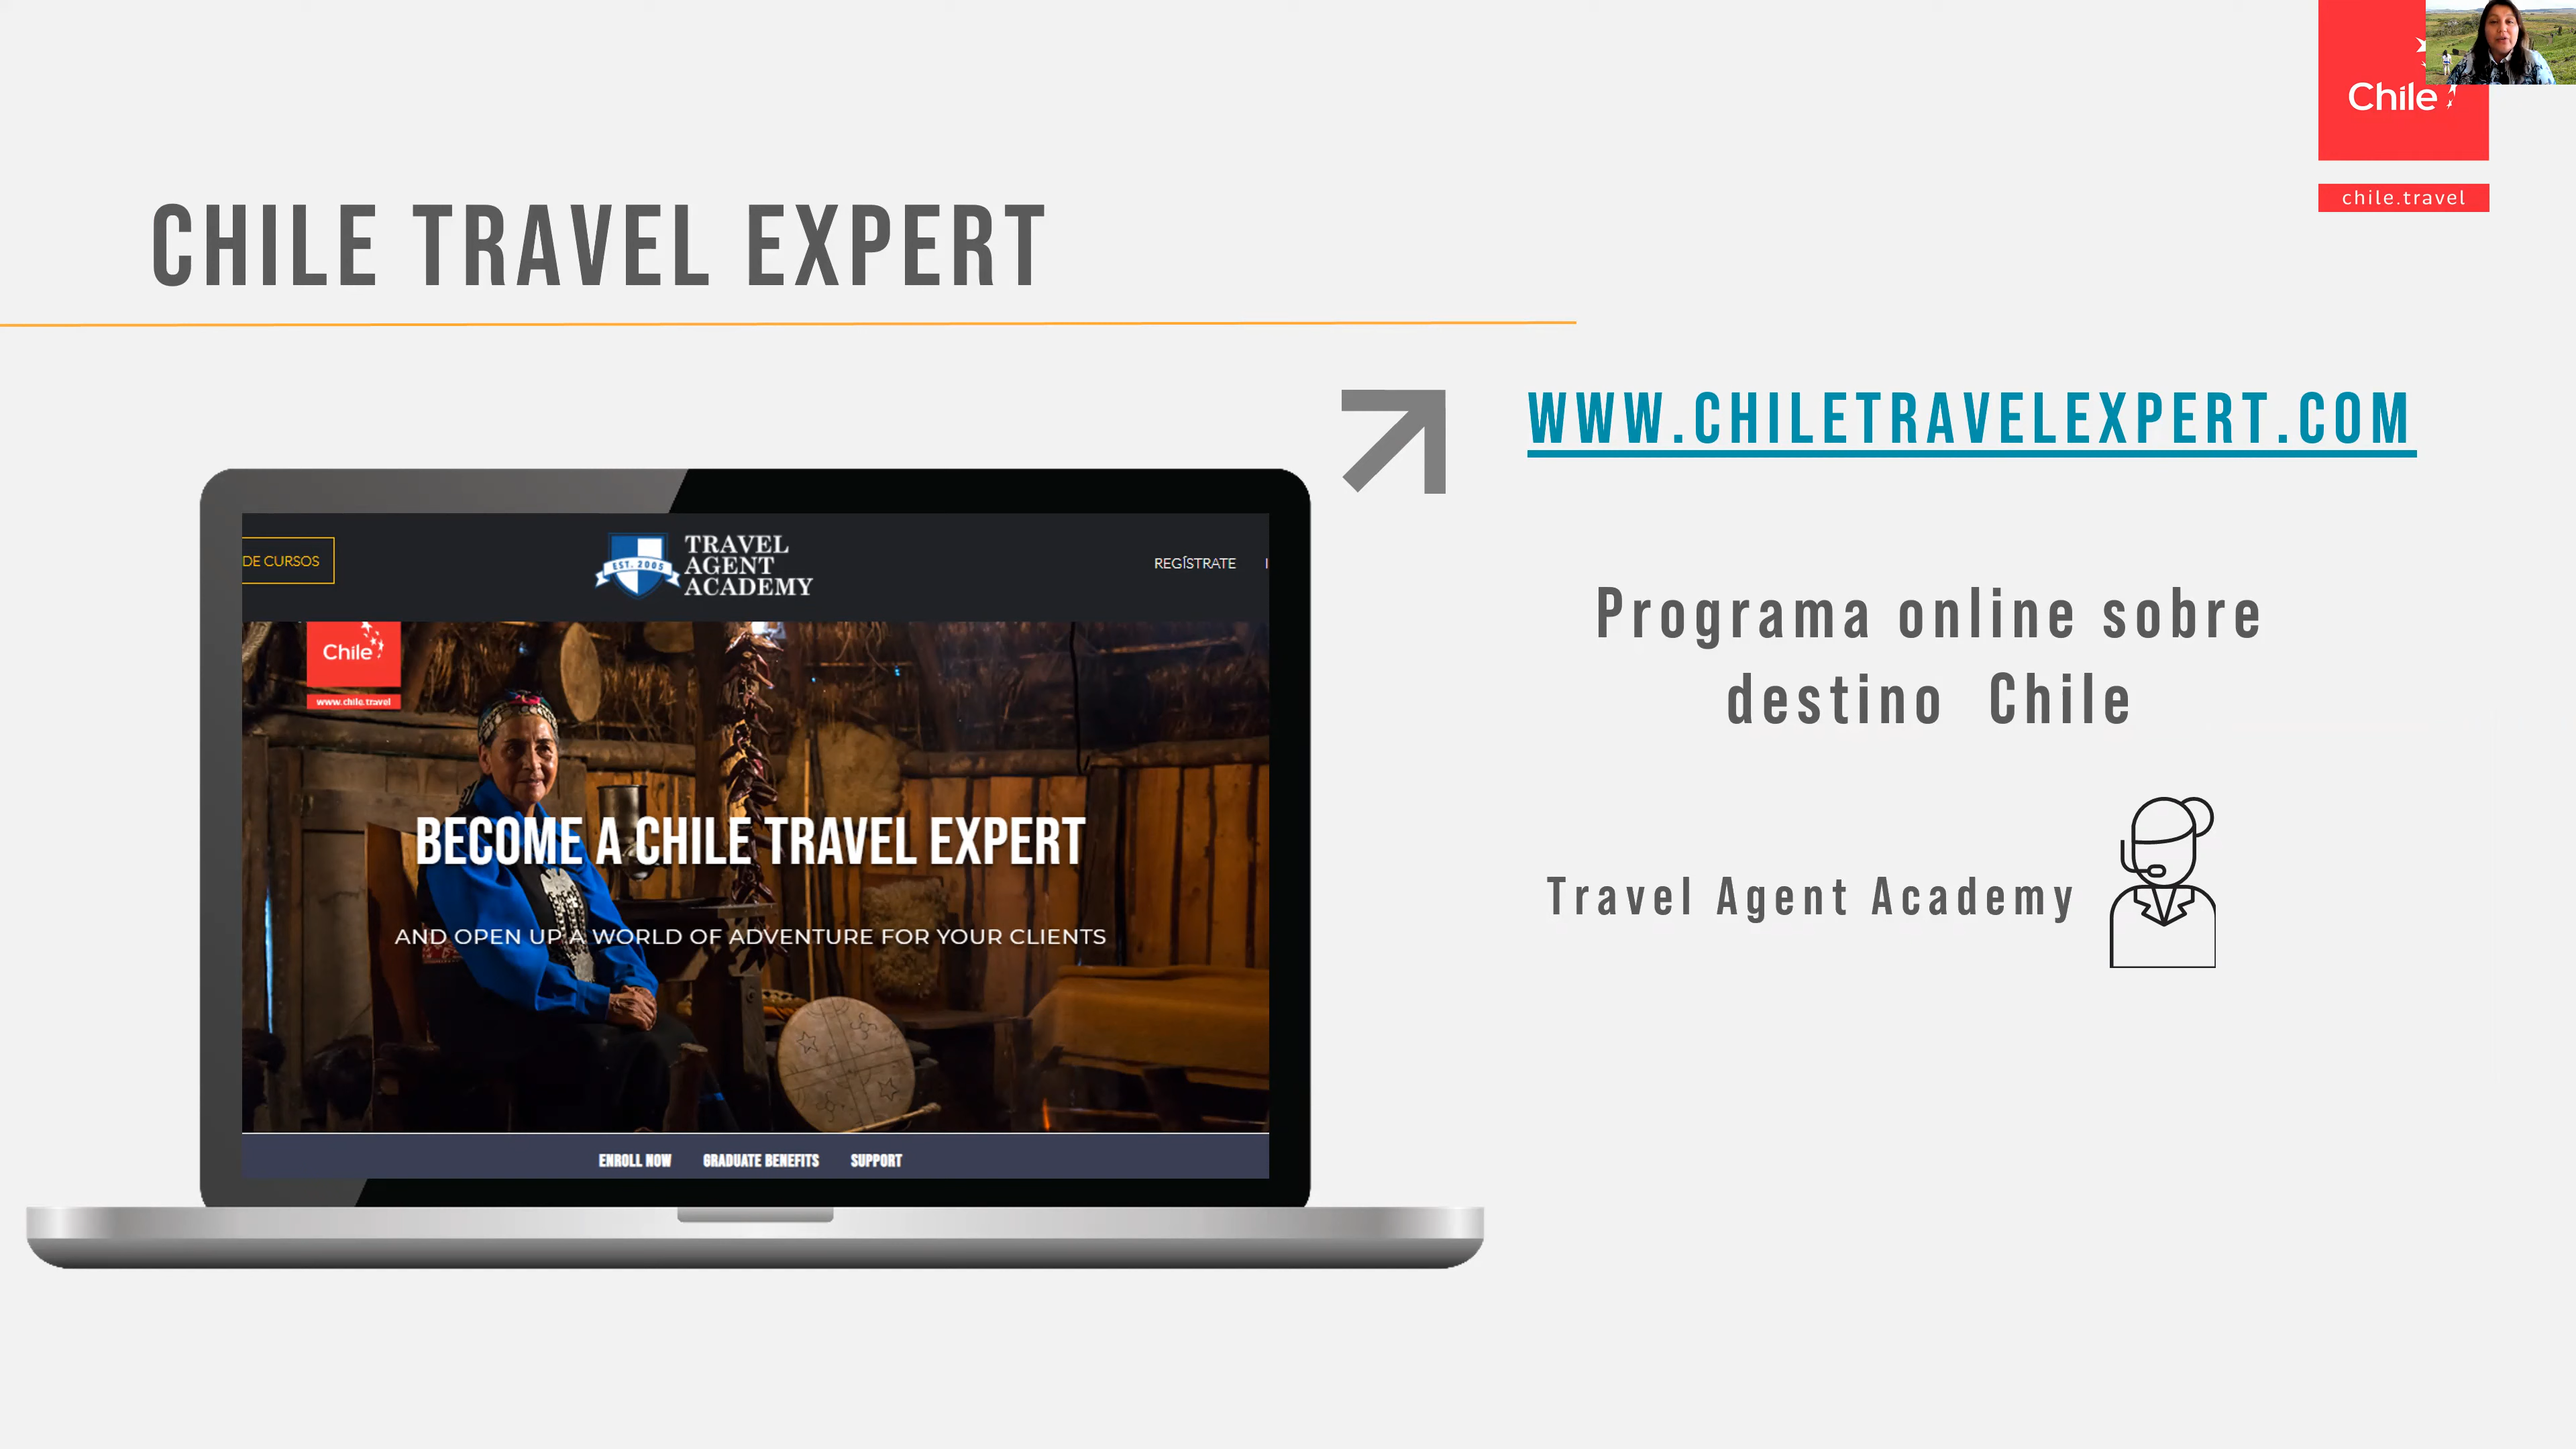 Chile
chile.travel
CHILE TRAVEL EXPERT
WWW.CHILETRAVELEXPERT.COM
DE CURSOS
EST. 2005
TRAVEL
AGENT
ACADEMY
REGÍSTRATE
Chile
www.chile.travel
BECOME A CHILE TRAVEL EXPERT
AND OPEN UP A WORLD OF ADVENTURE FOR YOUR CLIENTS
ENROLL NOW GRADUATE BENEFITS SUPPORT
Programa online sobre
destino Chile
Travel Agent Academy